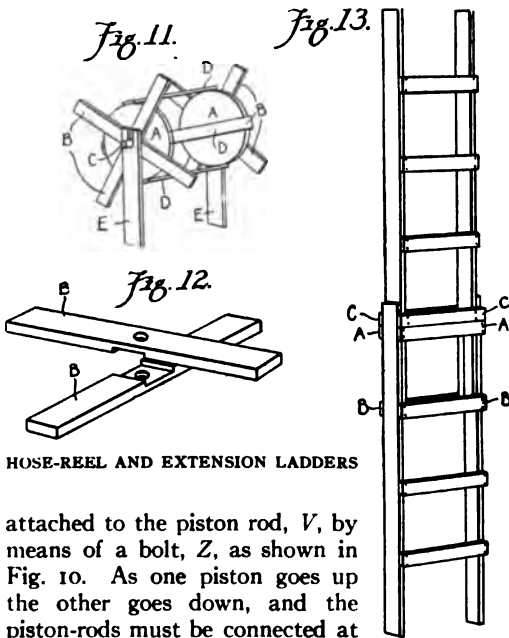 Fig. 11.
Fig. 13.
D
A
B
B
A
C
D
D
E
E
Fig. 12.
B
B
C
C
A
A
B
B
HOSE-REEL AND EXTENSION LADDERS
attached to the piston rod, V, by
means of a bolt, Z, as shown in
Fig. 10. As one piston goes up
the other goes down, and the
piston-rods must be connected at